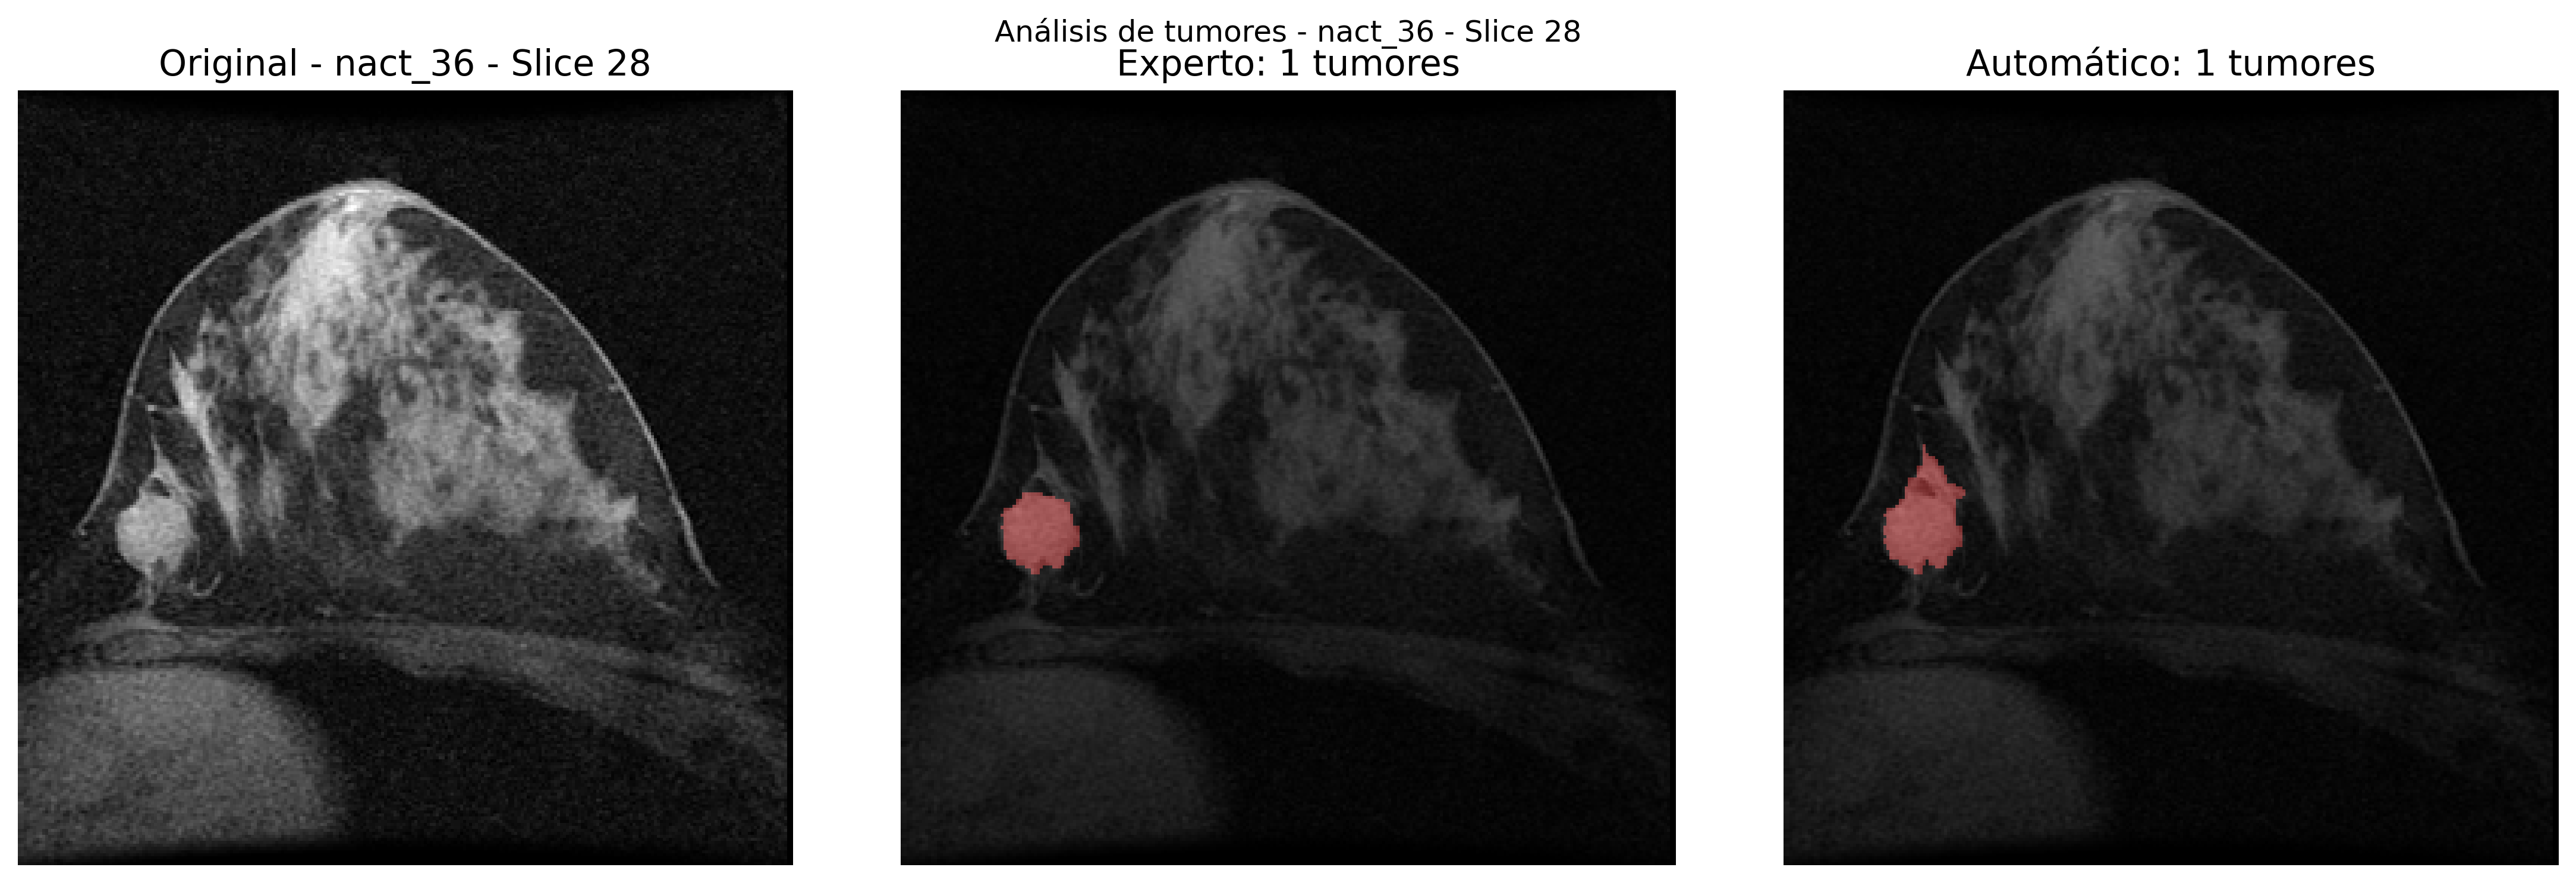 Análisis de tumores - nact_36 - Slice 28
Original - nact_36 - Slice 28
Experto: 1 tumores
Automático: 1 tumores